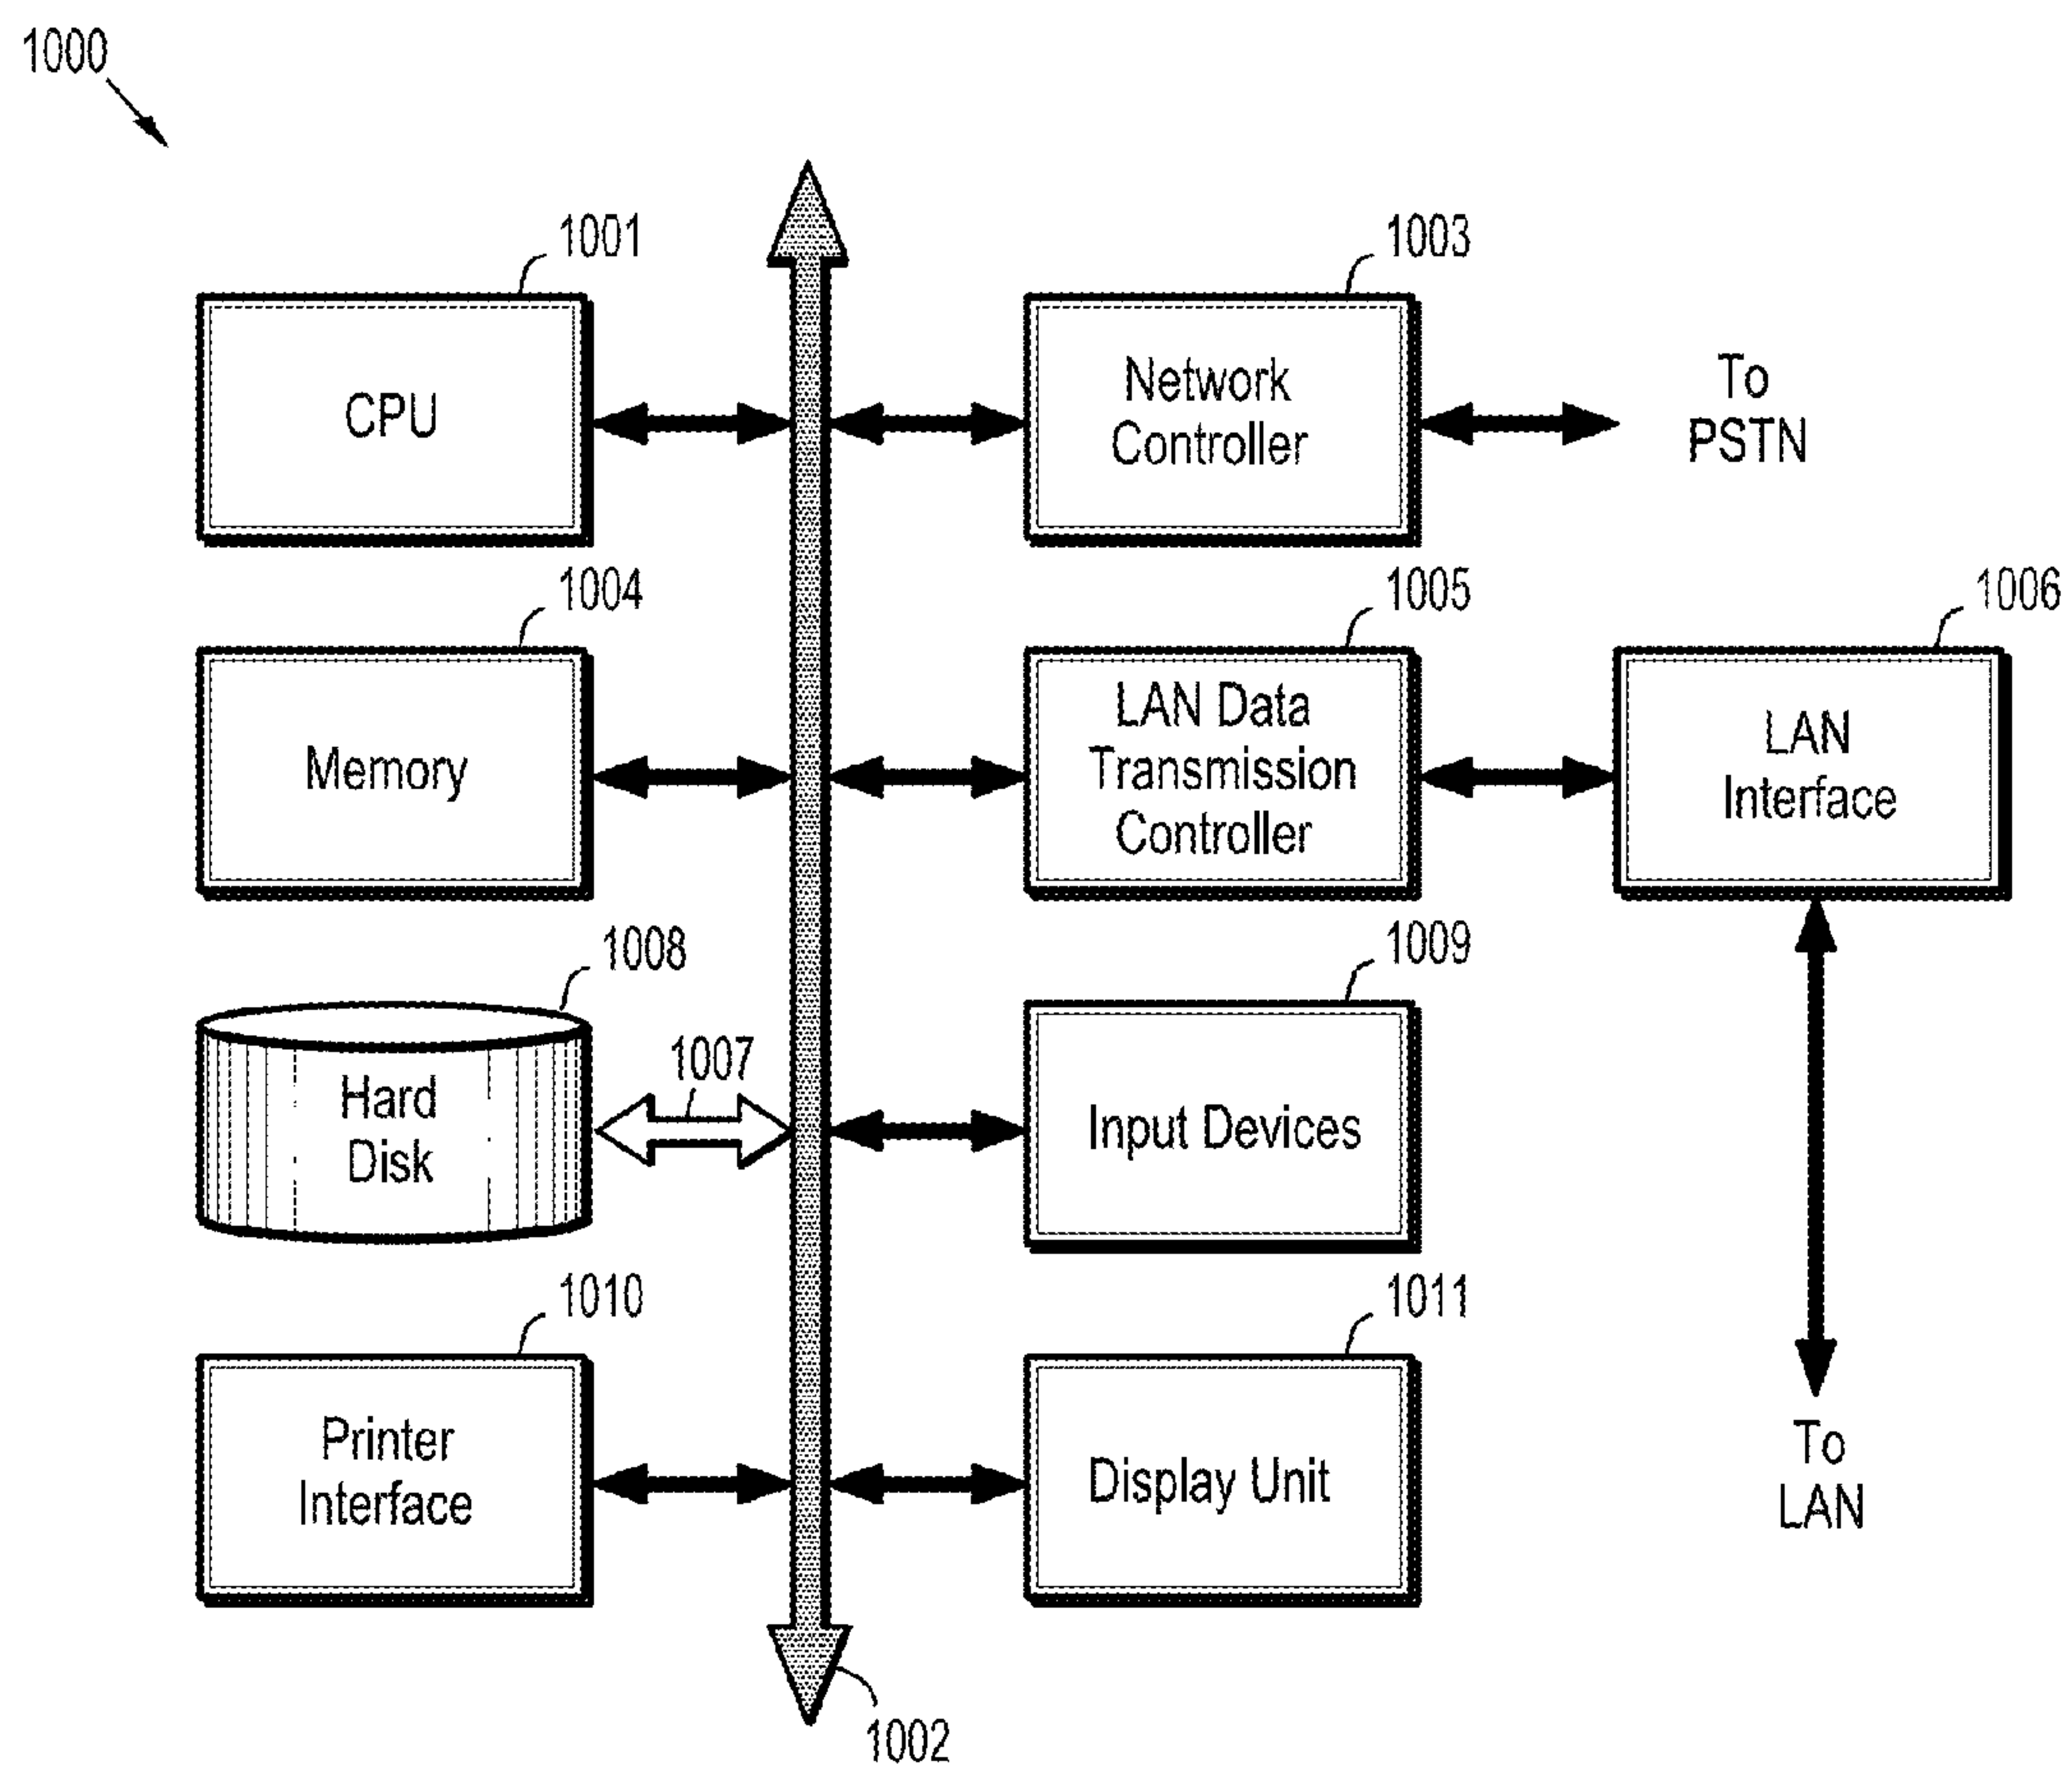 1000
1001
CPU
1003
Network
Controller
To
PSTN
1004
Memory
1005
LAN Data
Transmission
Controller
1006
LAN
Interface
1008
Hard
Disk
1007
1009
Input Devices
1010
Printer
Interface
1011
Display Unit
To
LAN
1002